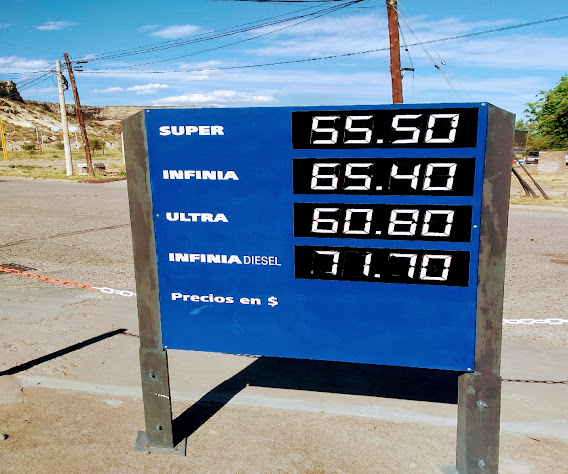 SUPER 55.50
INFINIA 65.40
ULTRA 60.80
INFINIA DIESEL 71.70
Precios en $